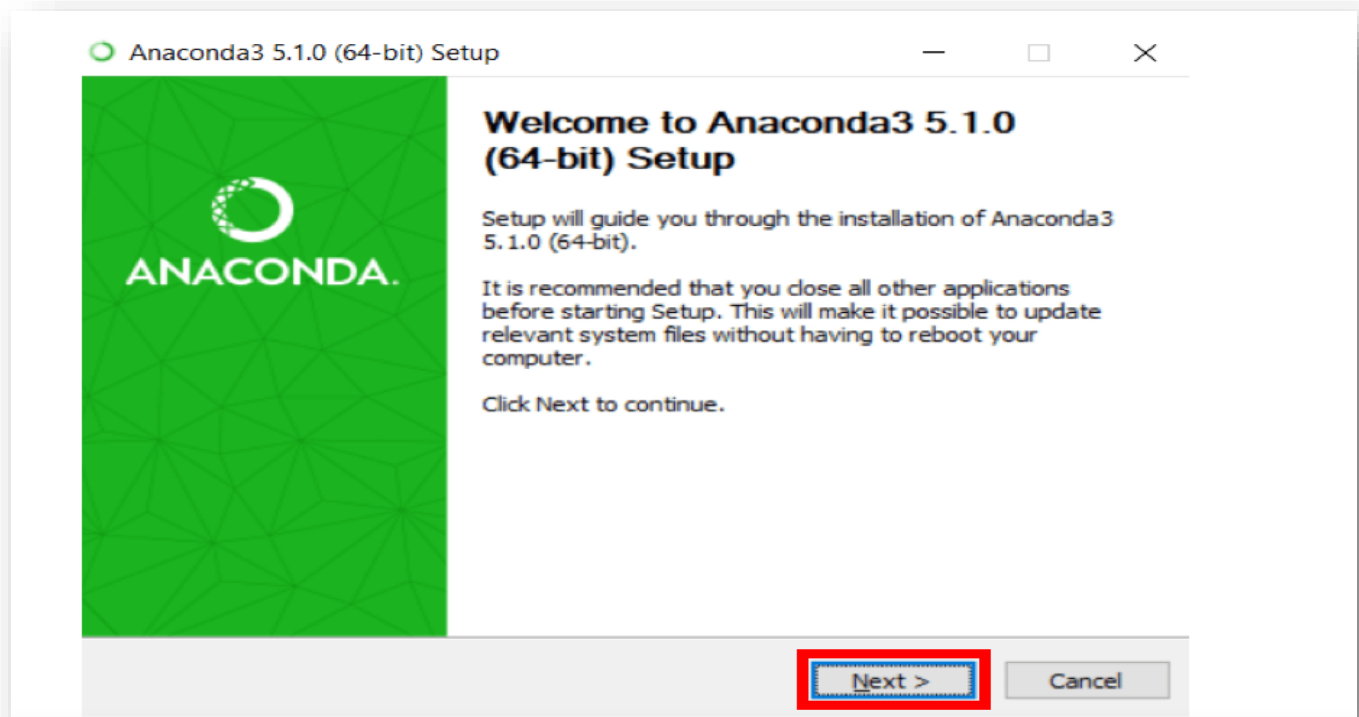 Anaconda3 5.1.0 (64-bit) Setup
ANACONDA.
Welcome to Anaconda3 5.1.0
(64-bit) Setup
Setup will guide you through the installation of Anaconda3
5.1.0 (64-bit).
It is recommended that you close all other applications
before starting Setup. This will make it possible to update
relevant system files without having to reboot your
computer.
Click Next to continue.
Next >
Cancel